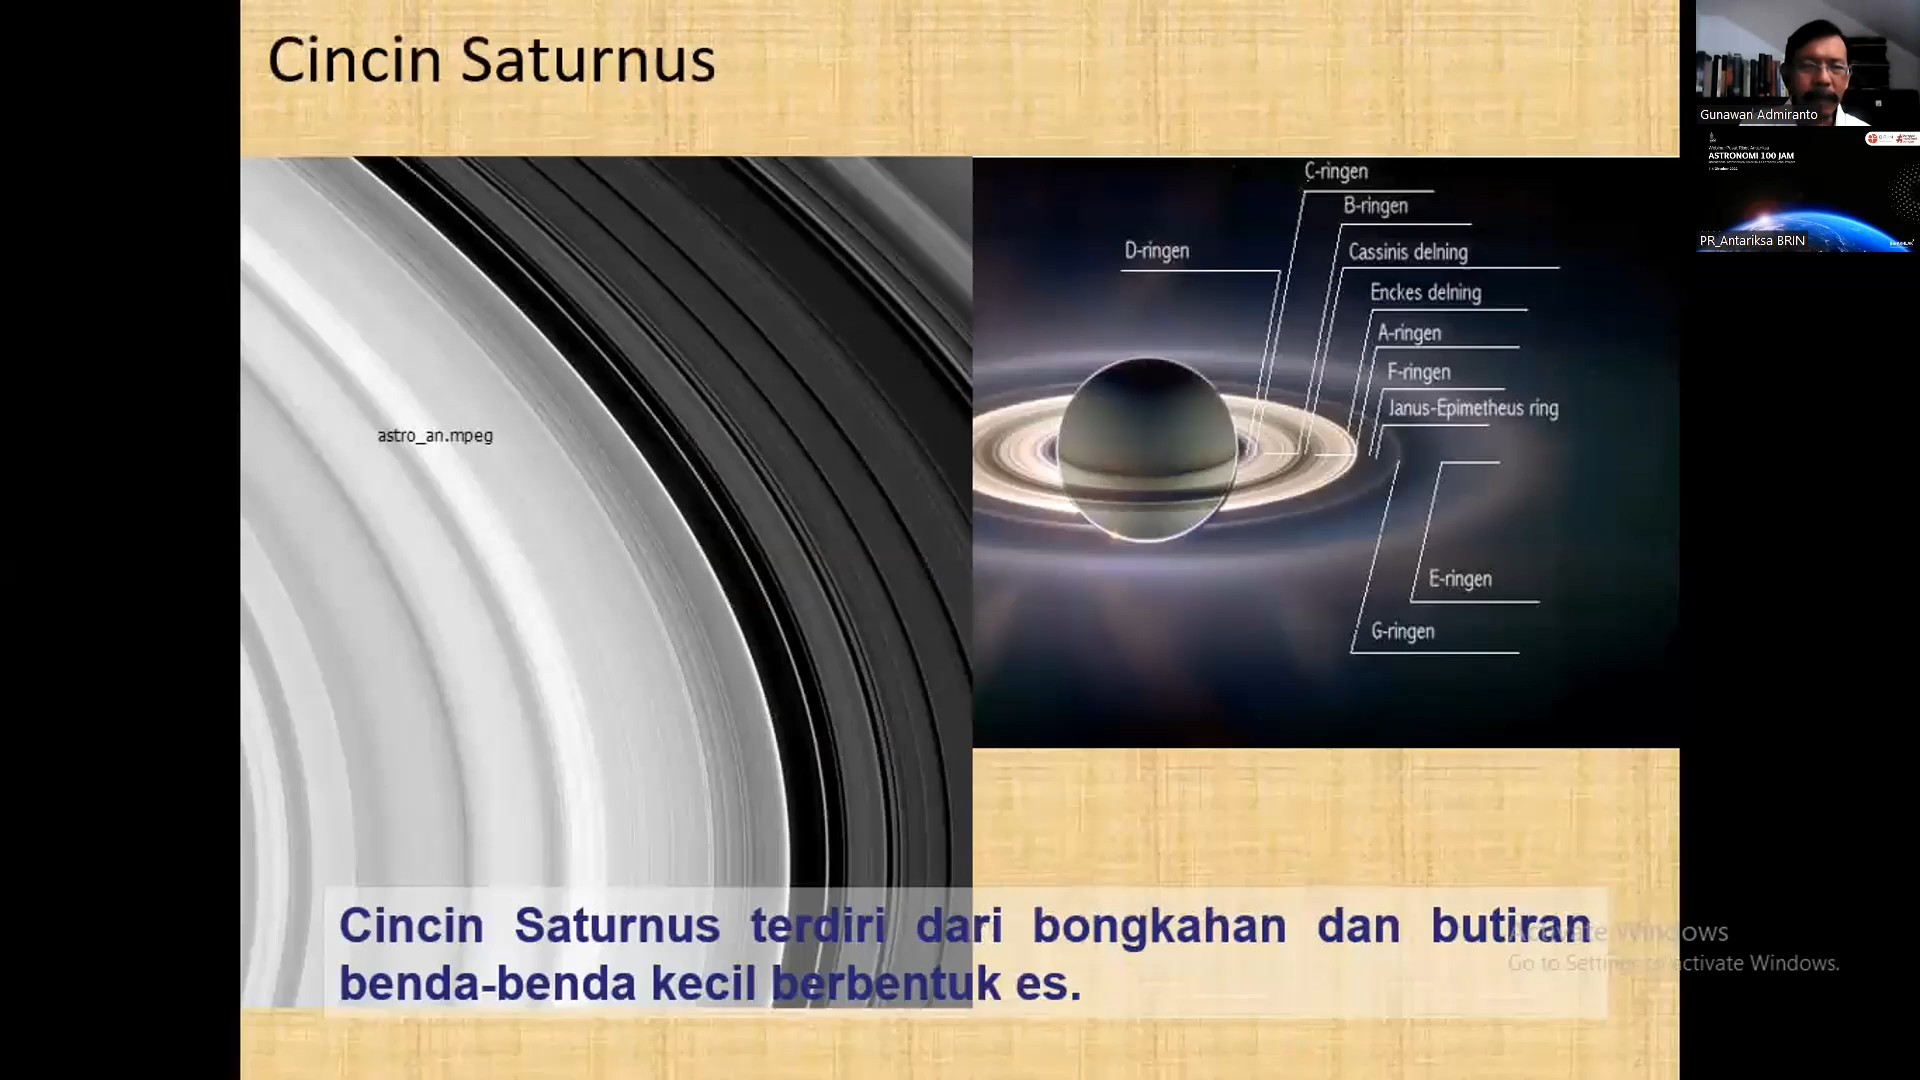 Cincin Saturnus
Gunawan Admiranto
ASTRONOMI 100 JAM
PR_Antariksa BRIN
astro_an.mpeg
C-ringen
B-ringen
D-ringen
Cassinis delning
Enckes delning
A-ringen
F-ringen
Janus-Epimetheus ring
E-ringen
G-ringen
Cincin Saturnus terdiri dari bongkahan dan butiran
benda-benda kecil berbentuk es.
Activate Windows
Go to Settings to activate Windows.